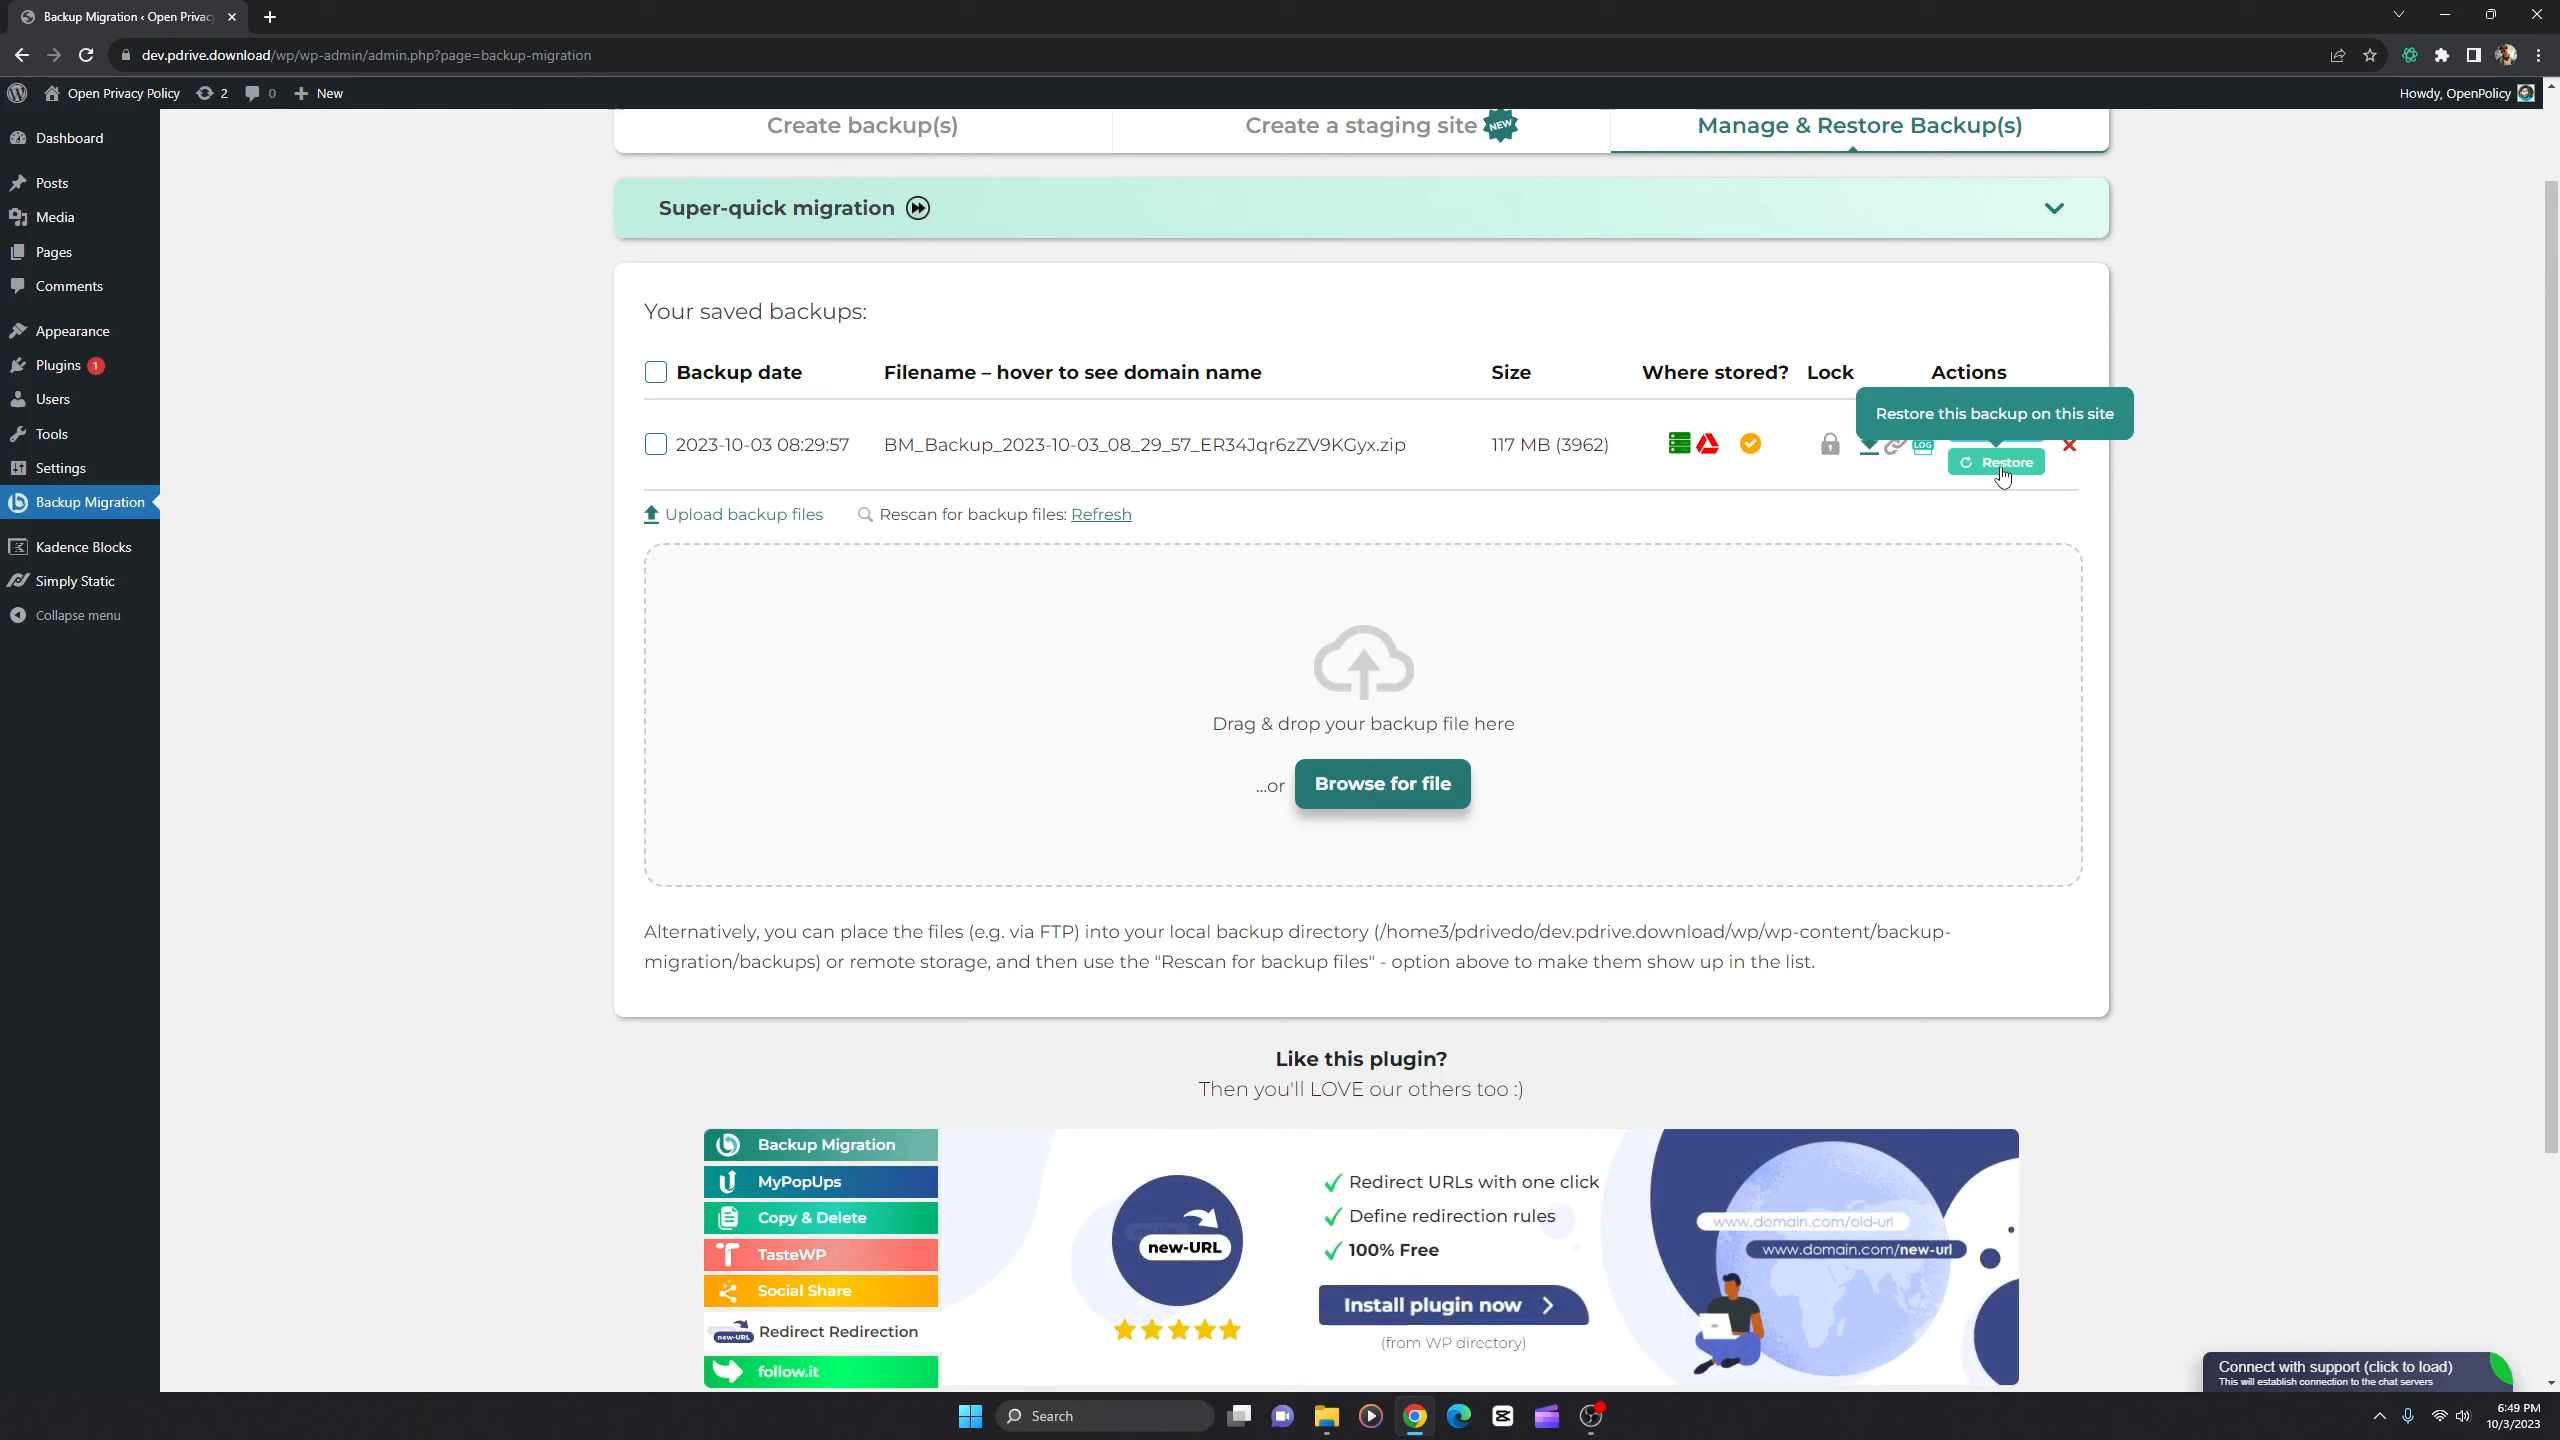 Backup Migration ‹ Open Privac
dev.pdrive.download/wp/wp-admin/admin.php?page=backup-migration
Open Privacy Policy 2 0 New
Howdy, OpenPolicy
Dashboard
Posts
Media
Pages
Comments
Appearance
Plugins 1
Users
Tools
Settings
Backup Migration
Kadence Blocks
Simply Static
Collapse menu
Create backup(s)
Create a staging site NEW
Manage & Restore Backup(s)
Super-quick migration
Your saved backups:
Backup date Filename – hover to see domain name Size Where stored? Lock Actions
Restore this backup on this site
2023-10-03 08:29:57 BM_Backup_2023-10-03_08_29_57_ER34Jqr6zZV9KGyx.zip 117 MB (3962) LOG
Restore
Upload backup files Rescan for backup files: Refresh
Drag & drop your backup file here
...or Browse for file
Alternatively, you can place the files (e.g. via FTP) into your local backup directory (/home3/pdrivedo/dev.pdrive.download/wp/wp-content/backup-
migration/backups) or remote storage, and then use the "Rescan for backup files" - option above to make them show up in the list.
Like this plugin?
Then you'll LOVE our others too :)
Backup Migration
MyPopUps
Copy & Delete
TasteWP
Social Share
new-URL Redirect Redirection
follow.it
new-URL
Redirect URLs with one click
Define redirection rules
100% Free
Install plugin now
(from WP directory)
www.domain.com/old-url
www.domain.com/new-url
Connect with support (click to load)
This will establish connection to the chat servers
Search
6:49 PM
10/3/2023